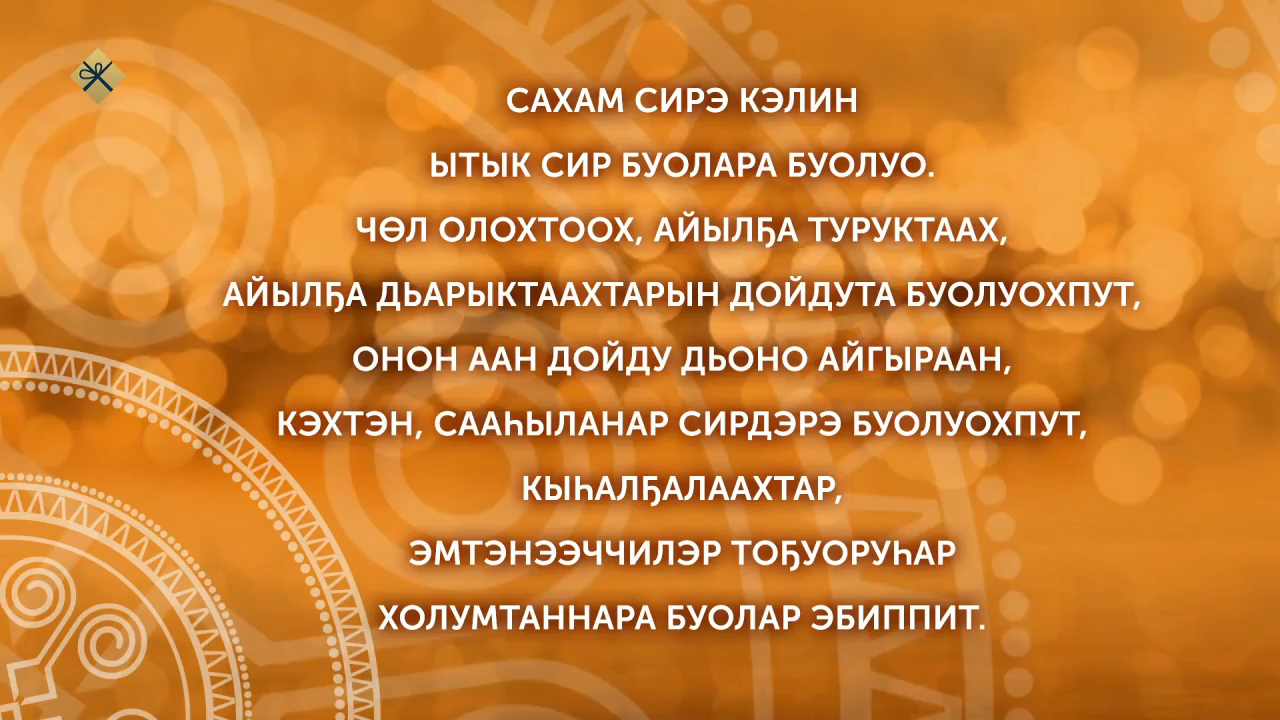 САХАМ СИРЭ КЭЛИН
ЫТЫК СИР БУОЛАРА БУОЛУО.
ЧӨЛ ОЛОХТООХ, АЙЫЛҔА ТУРУКТААХ,
АЙЫЛҔА ДЬАРЫКТААХТАРЫН ДОЙДУТА БУОЛУОХПУТ,
ОНОН ААН ДОЙДУ ДЬОНО АЙГЫРААН,
КЭХТЭН, СААҺЫЛАНАР СИРДЭРЭ БУОЛУОХПУТ,
КЫҺАЛҔАЛААХТАР,
ЭМТЭНЭЭЧЧИЛЭР ТОҔУОРУҺАР
ХОЛУМТАННАРА БУОЛАР ЭБИППИТ.